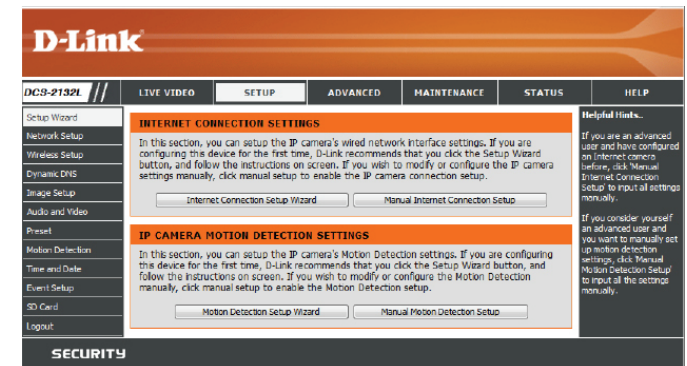 D-Link
DCS-2132L // LIVE VIDEO SETUP ADVANCED MAINTENANCE STATUS HELP
Setup Wizard
Network Setup
Wireless Setup
Dynamic DNS
Image Setup
Audio and Video
Preset
Motion Detection
Time and Date
Event Setup
SD Card
Logout
INTERNET CONNECTION SETTINGS
In this section, you can setup the IP camera's wired network interface settings. If you are
configuring this device for the first time, D-Link recommends that you click the Setup Wizard
button, and follow the instructions on screen. If you wish to modify or configure the IP camera
settings manually, click manual setup to enable the IP camera connection setup.
Internet Connection Setup Wizard Manual Internet Connection Setup
IP CAMERA MOTION DETECTION SETTINGS
In this section, you can setup the IP camera's Motion Detection settings. If you are configuring
this device for the first time, D-Link recommends that you click the Setup Wizard button, and
follow the instructions on screen. If you wish to modify or configure the Motion Detection
manually, click manual setup to enable the Motion Detection setup.
Motion Detection Setup Wizard Manual Motion Detection Setup
Helpful Hints..
If you are an advanced
user and have configured
an Internet camera
before, click 'Manual
Internet Connection
Setup' to input all settings
manually.
If you consider yourself
an advanced user and
you want to manually set
up motion detection
settings, click 'Manual
Motion Detection Setup'
to input all the settings
manually.
SECURITY